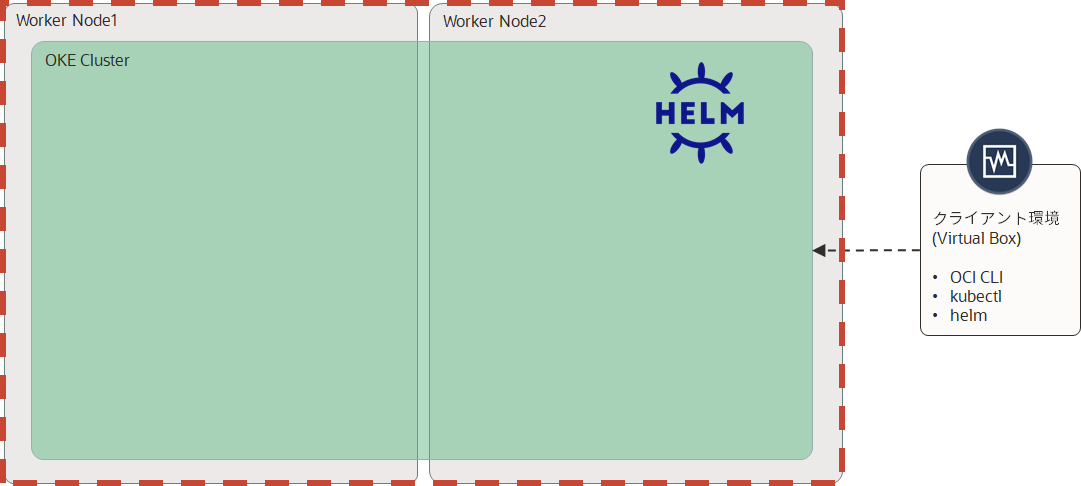 Worker Node1
Worker Node2
OKE Cluster
HELM
クライアント環境
(Virtual Box)
• OCI CLI
• kubectl
• helm